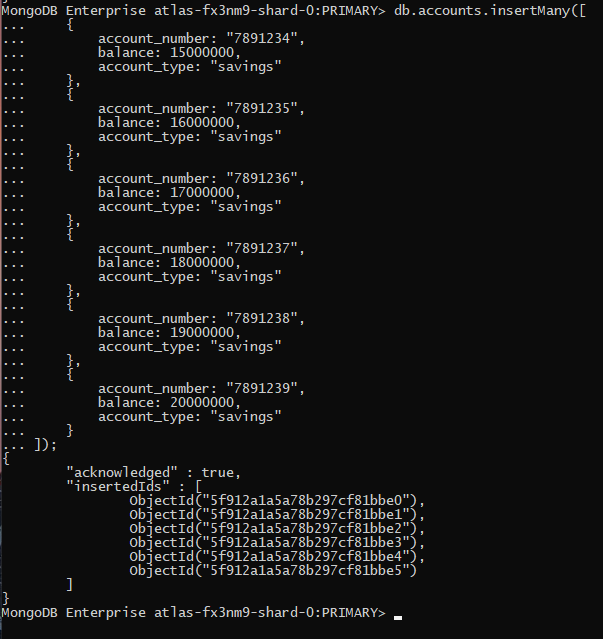 MongoDB Enterprise atlas-fx3nm9-shard-0:PRIMARY> db.accounts.insertMany([
... {
... account_number: "7891234",
... balance: 15000000,
... account_type: "savings"
... },
... {
... account_number: "7891235",
... balance: 16000000,
... account_type: "savings"
... },
... {
... account_number: "7891236",
... balance: 17000000,
... account_type: "savings"
... },
... {
... account_number: "7891237",
... balance: 18000000,
... account_type: "savings"
... },
... {
... account_number: "7891238",
... balance: 19000000,
... account_type: "savings"
... },
... {
... account_number: "7891239",
... balance: 20000000,
... account_type: "savings"
... }
... ]);
{
"acknowledged" : true,
"insertedIds" : [
ObjectId("5f912a1a5a78b297cf81bbe0"),
ObjectId("5f912a1a5a78b297cf81bbe1"),
ObjectId("5f912a1a5a78b297cf81bbe2"),
ObjectId("5f912a1a5a78b297cf81bbe3"),
ObjectId("5f912a1a5a78b297cf81bbe4"),
ObjectId("5f912a1a5a78b297cf81bbe5")
]
}
MongoDB Enterprise atlas-fx3nm9-shard-0:PRIMARY>